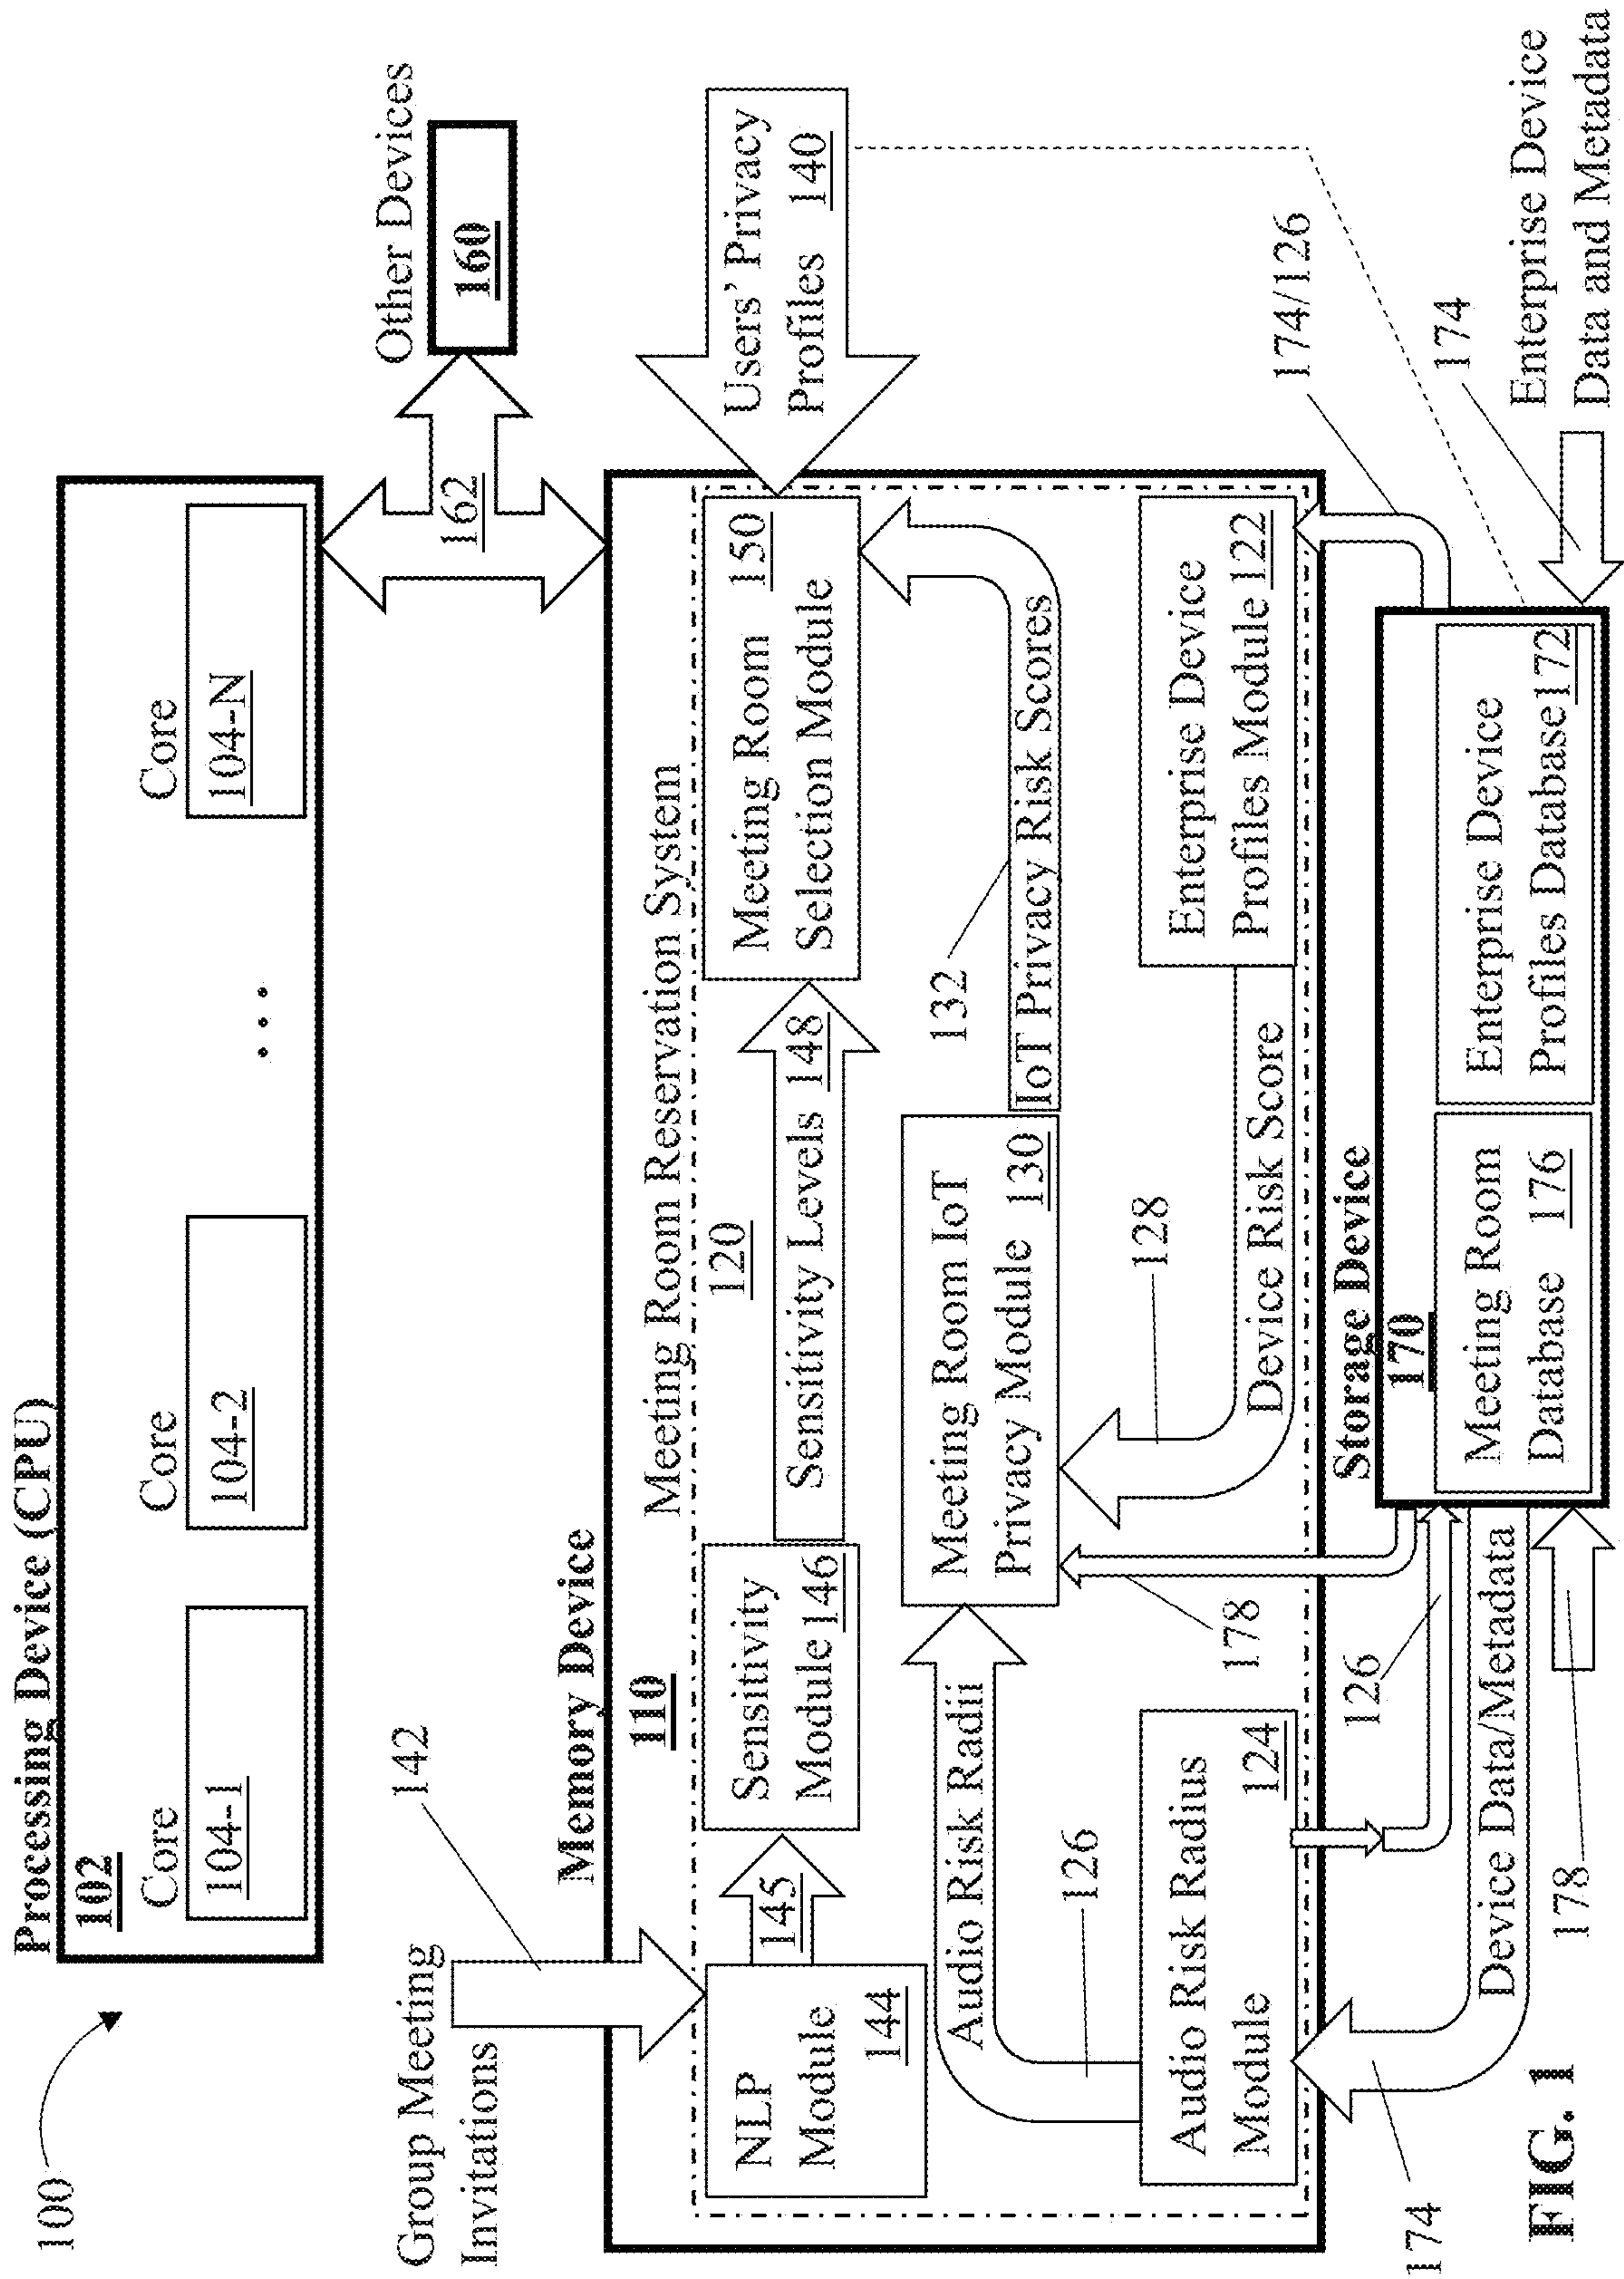 100
Processing Device (CPU)
102
Core
104-1
Core
104-2
. . .
Core
104-N
Group Meeting
Invitations
142
162
Other Devices
160
Memory Device
110
Meeting Room Reservation System
120
NLP
Module
144
145
Sensitivity
Module 146
Sensitivity Levels 148
Meeting Room 150
Selection Module
Users' Privacy
Profiles 140
Audio Risk Radii
126
Meeting Room IoT
Privacy Module 130
132
IoT Privacy Risk Scores
Audio Risk Radius
Module 124
178
128
Device Risk Score
Enterprise Device
Profiles Module 122
174/126
174
Device Data/Metadata
126
178
Storage Device
170
Meeting Room
Database 176
Enterprise Device
Profiles Database 172
174
Enterprise Device
Data and Metadata
FIG. 1